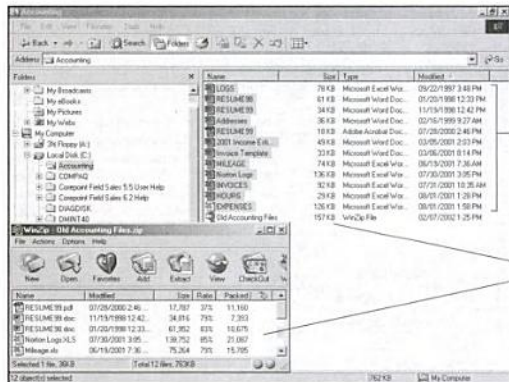 Accounting
File Edit View Favorites Tools Help
Back Search Folders
Address Accounting Go
Folders
My Broadcasts
My eBooks
My Pictures
My Webs
My Computer
3½ Floppy (A:)
Local Disk (C:)
Accounting
COMPAQ
Corepoint Field Sales 5.5 User Help
Corepoint Field Sales 6.2 Help
DIAGDISK
DMINT40
Name Size Type Modified
LOGS 78 KB Microsoft Excel Wor... 09/22/1997 3:48 PM
RESUME98 61 KB Microsoft Word Doc... 01/20/1998 12:33 PM
RESUME99 34 KB Microsoft Word Doc... 11/19/1998 12:42 PM
Addresses 36 KB Microsoft Word Doc... 02/16/1999 9:27 AM
RESUME99 18 KB Adobe Acrobat Doc... 07/28/2000 2:46 PM
2001 Income Esti... 49 KB Microsoft Excel Wor... 03/05/2001 2:03 PM
Invoice Template 33 KB Microsoft Word Doc... 03/06/2001 8:14 PM
MILEAGE 74 KB Microsoft Excel Wor... 06/19/2001 7:36 AM
Norton Logs 136 KB Microsoft Excel Wor... 07/30/2001 3:05 PM
INVOICES 92 KB Microsoft Excel Wor... 07/31/2001 10:35 AM
HOURS 29 KB Microsoft Excel Wor... 08/01/2001 1:28 PM
EXPENSES 126 KB Microsoft Excel Wor... 08/01/2001 1:58 PM
Old Accounting Files 157 KB WinZip File 02/07/2002 1:25 PM
WinZip - Old Accounting Files.zip
File Actions Options Help
New Open Favorites Add Extract View CheckOut
Name Modified Size Ratio Packed
RESUME99.pdf 07/28/2000 2:46 ... 17,787 37% 11,160
RESUME99.doc 11/19/1998 12:42... 34,816 79% 7,393
RESUME98.doc 01/20/1998 12:33... 61,952 83% 10,675
Norton Logs.XLS 07/30/2001 3:05 ... 138,752 85% 21,087
Mileage.xls 06/19/2001 7:36 ... 75,264 79% 15,785
Selected 1 file, 36KB Total 12 files, 763KB
12 object(s) selected 762 KB My Computer